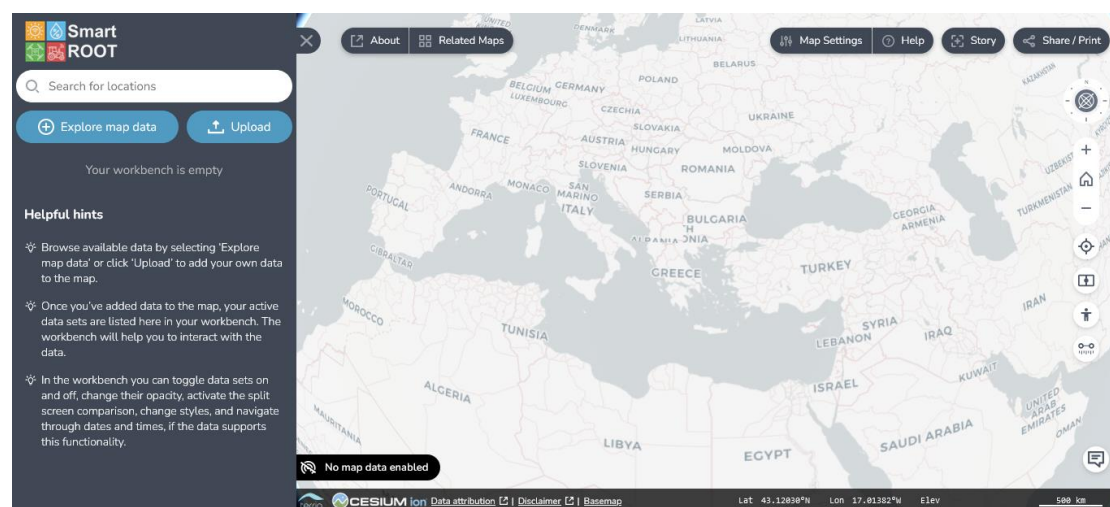 Smart
ROOT
Search for locations
Explore map data
Upload
Your workbench is empty
Helpful hints
Browse available data by selecting 'Explore
map data' or click 'Upload' to add your own data
to the map.
Once you've added data to the map, your active
data sets are listed here in your workbench. The
workbench will help you to interact with the
data.
In the workbench you can toggle data sets on
and off, change their opacity, activate the split
screen comparison, change styles, and navigate
through dates and times, if the data supports
this functionality.
About
Related Maps
Map Settings
Help
Story
Share / Print
UNITED
DENMARK
LATVIA
LITHUANIA
BELARUS
POLAND
BELGIUM
GERMANY
LUXEMBOURG
CZECHIA
UKRAINE
KAZAKHSTAN
SLOVAKIA
FRANCE
AUSTRIA
HUNGARY
MOLDOVA
SLOVENIA
ROMANIA
UZBEKIST
PORTUGAL
ANDORRA
MONACO
SAN
MARINO
ITALY
SERBIA
TURKMENISTAN
BULGARIA
GEORGIA
ARMENIA
H
ALBANIA
ONIA
GIBRALTAR
GREECE
TURKEY
MOROCCO
TUNISIA
SYRIA
LEBANON
IRAQ
IRAN
ISRAEL
KUWAIT
ALGERIA
UNITED
ARAB
EMIRATES
OMAN
MAURITANIA
LIBYA
EGYPT
SAUDI ARABIA
No map data enabled
CESIUM ion
Data attribution | Disclaimer | Basemap
Lat 43.12030°N Lon 17.01382°W Elev
500 km